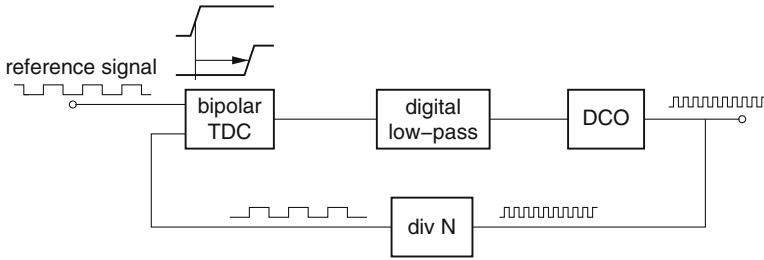 reference signal
bipolar
TDC
digital
low−pass
DCO
div N